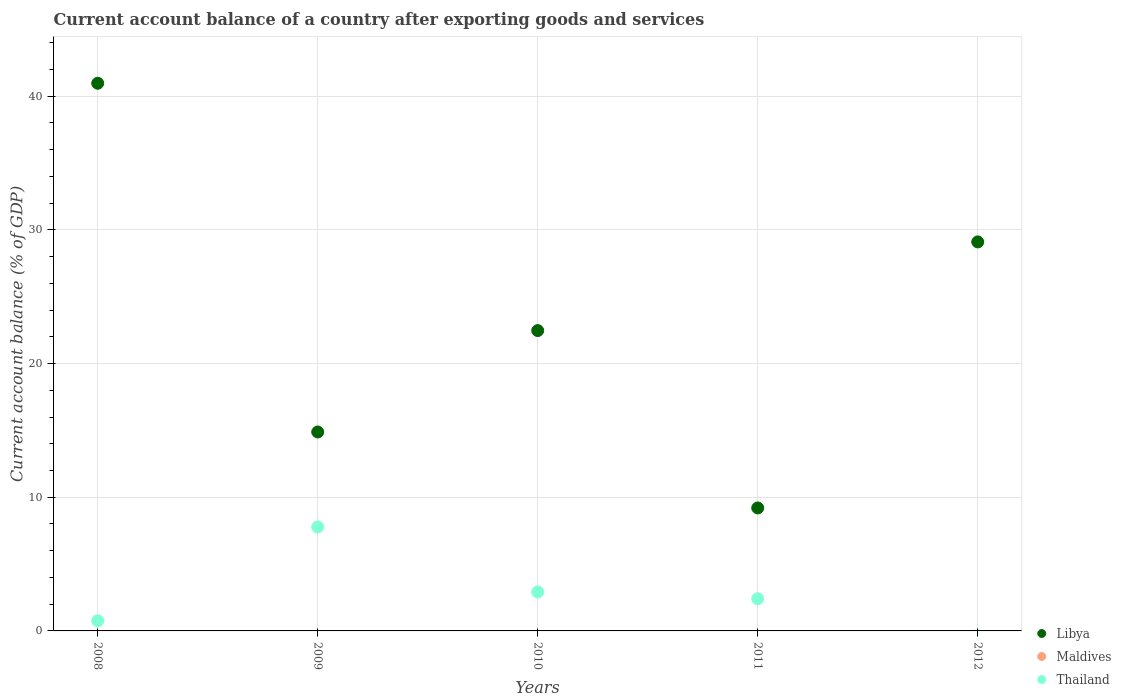 Current account balance of a country after exporting goods and services
Current account balance (% of GDP)
40
30
20
10
0
2008
2009
2010
2011
2012
Years
Libya
Maldives
Thailand